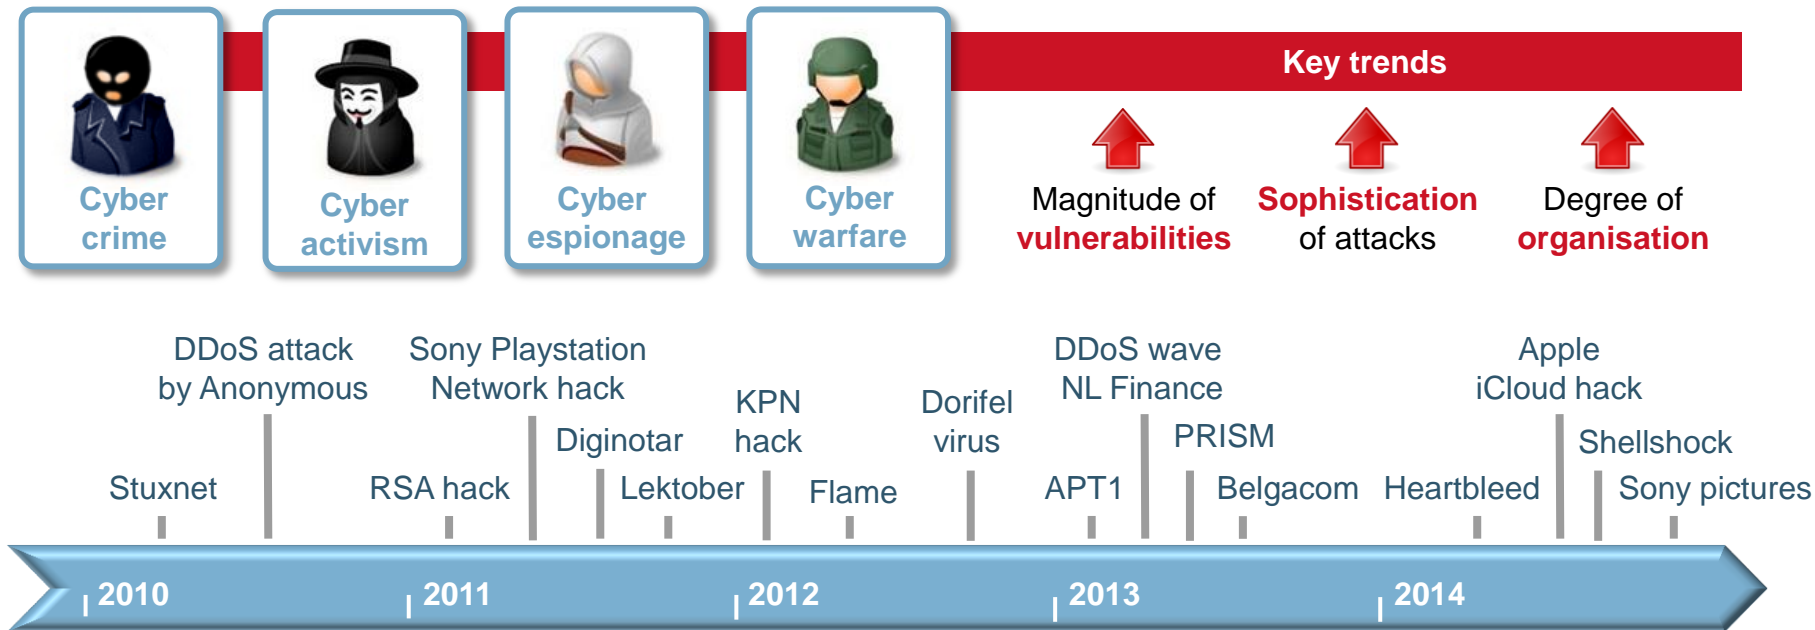 Key trends
Cyber
crime
Cyber
activism
Cyber
espionage
Cyber
warfare
Magnitude of
vulnerabilities
Sophistication
of attacks
Degree of
organisation
DDoS attack
by Anonymous
Sony Playstation
Network hack
DDoS wave
NL Finance
Apple
iCloud hack
KPN
hack
Dorifel
virus
Diginotar
PRISM
Shellshock
Stuxnet
RSA hack
Lektober
Flame
APT1
Belgacom
Heartbleed
Sony pictures
2010
2011
2012
2013
2014